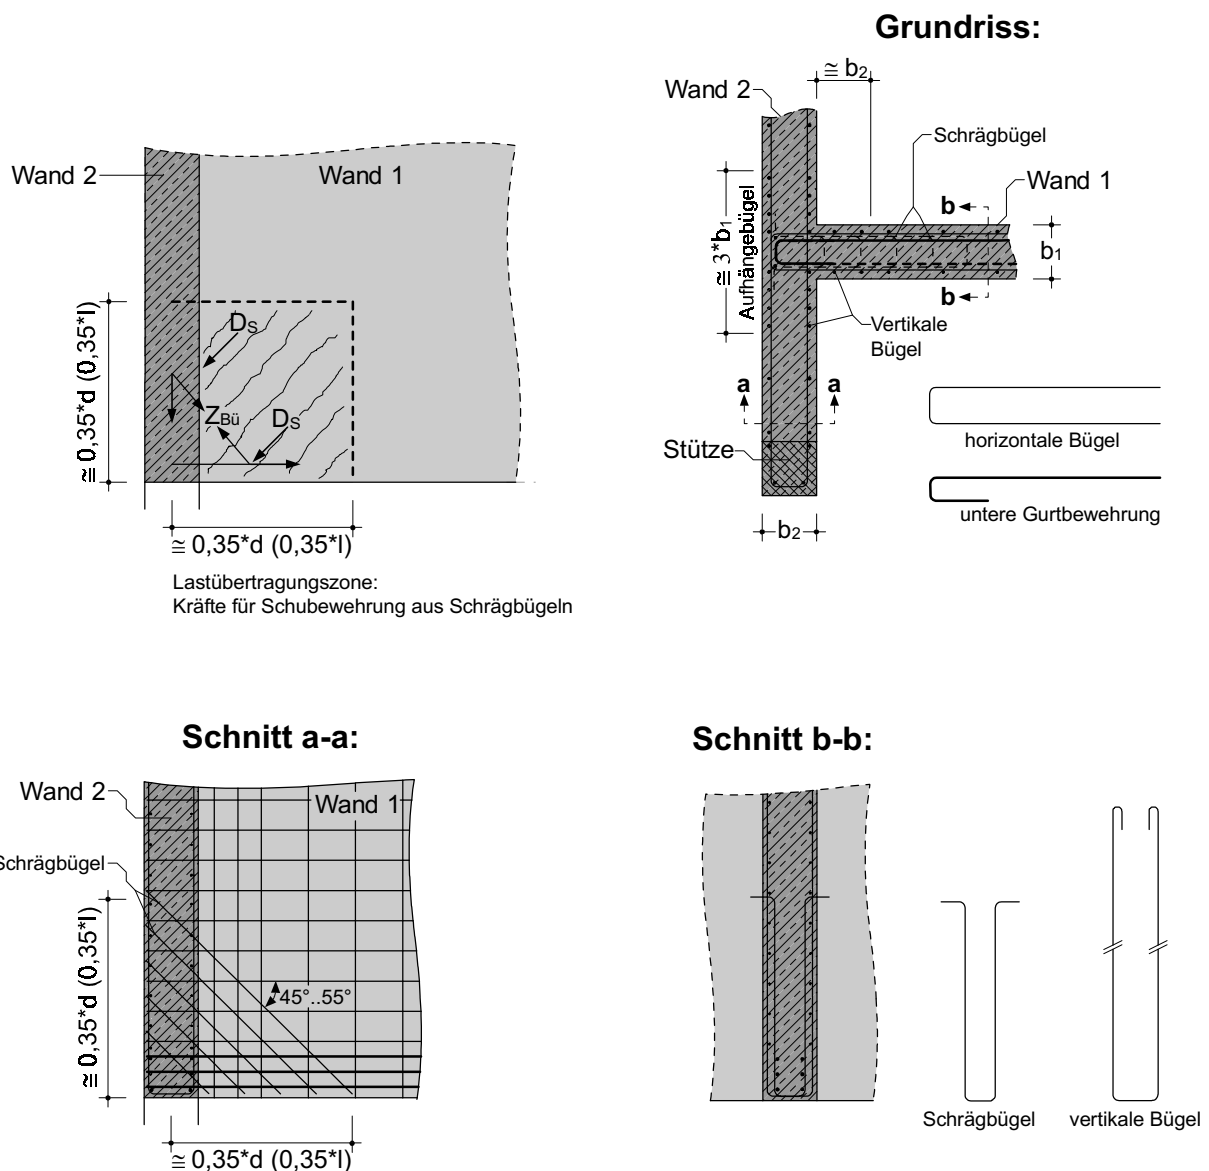 Grundriss:
≅ b2
Wand 2
Schrägbügel
Wand 1
b
b
b1
≅ 3*b1
Aufhängebügel
Vertikale
Bügel
a
a
Stütze
b2
horizontale Bügel
untere Gurtbewehrung
Wand 2
Wand 1
DS
ZBü
DS
≅ 0,35*d (0,35*l)
≅ 0,35*d (0,35*l)
Lastübertragungszone:
Kräfte für Schubewehrung aus Schrägbügeln
Schnitt a-a:
Wand 2
Wand 1
Schrägbügel
≅ 0,35*d (0,35*l)
45°..55°
≅ 0,35*d (0,35*l)
Schnitt b-b:
Schrägbügel
vertikale Bügel